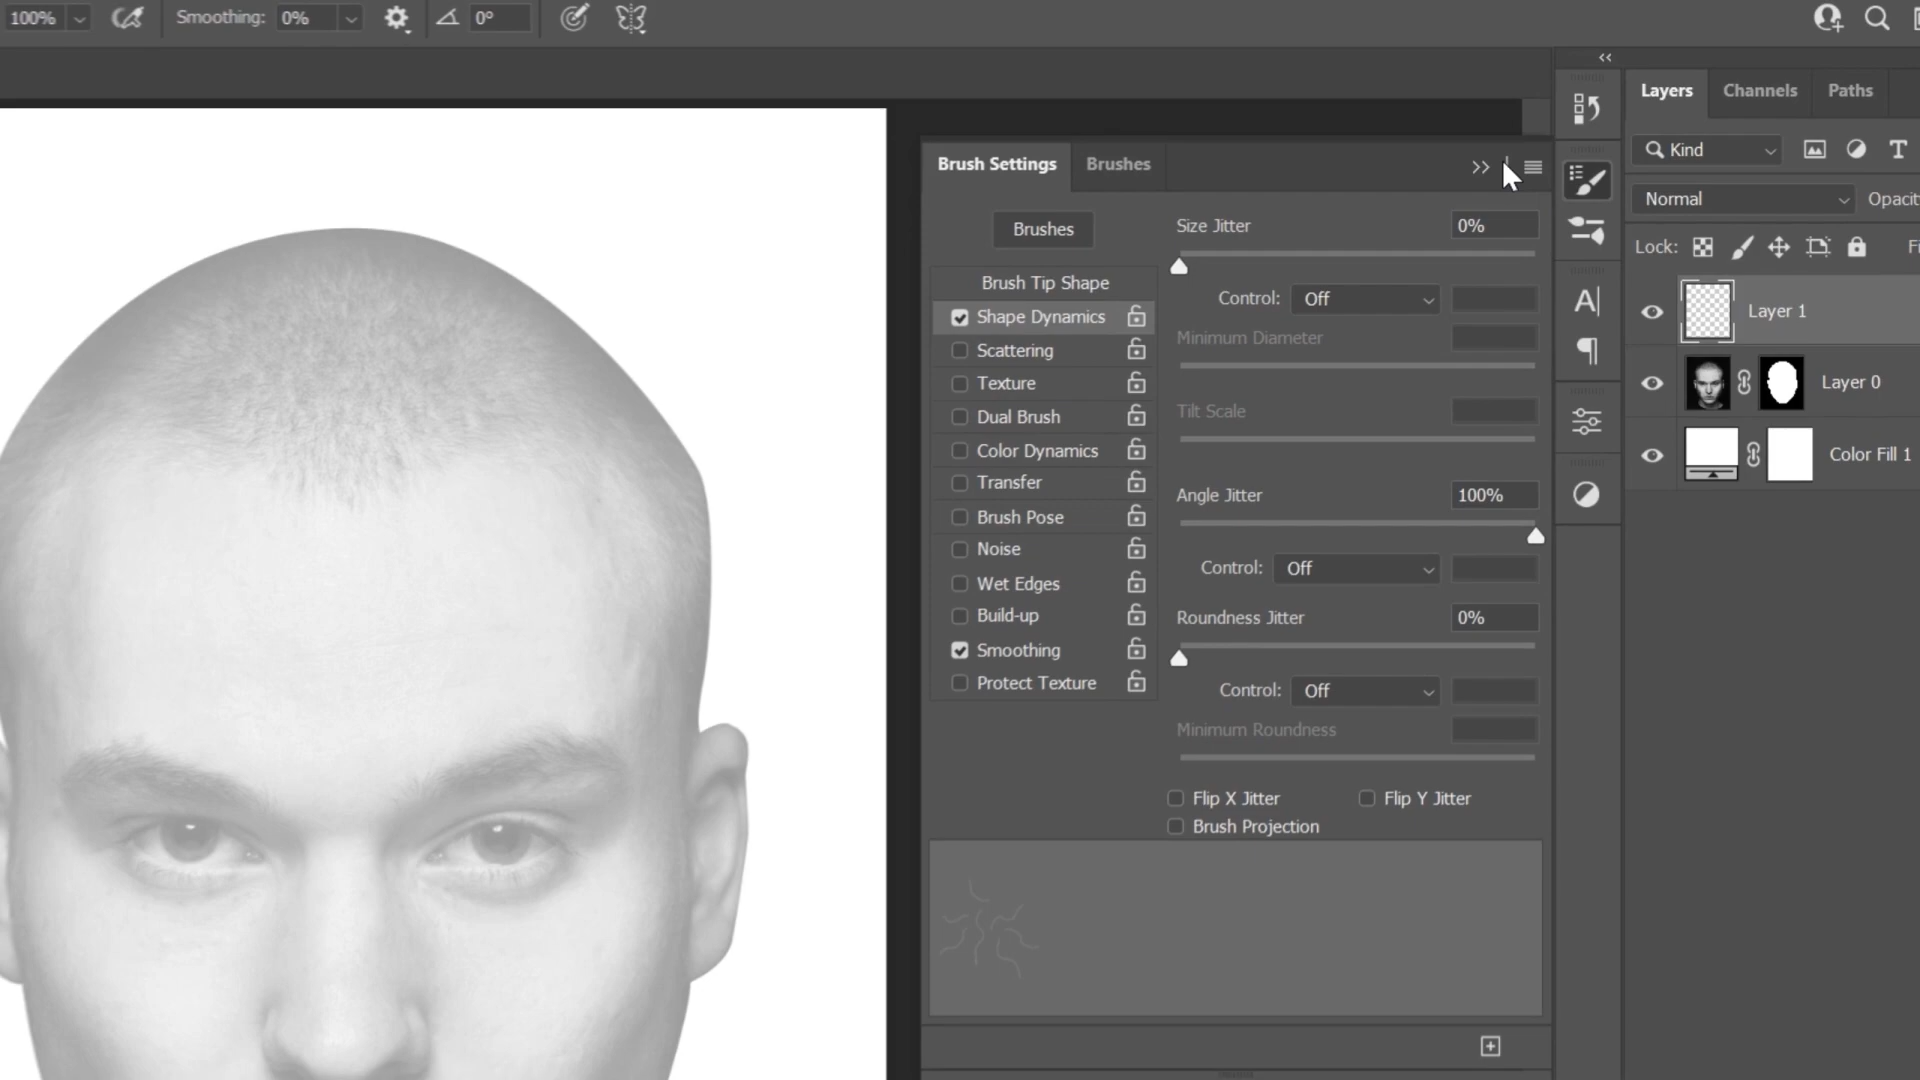 100%
Smoothing:
0%
0°
Layers
Channels
Paths
Kind
Normal
Opacit
Lock:
Fi
Layer 1
Layer 0
Color Fill 1
Brush Settings
Brushes
Brushes
Brush Tip Shape
Shape Dynamics
Scattering
Texture
Dual Brush
Color Dynamics
Transfer
Brush Pose
Noise
Wet Edges
Build-up
Smoothing
Protect Texture
Size Jitter
0%
Control:
Off
Minimum Diameter
Tilt Scale
Angle Jitter
100%
Control:
Off
Roundness Jitter
0%
Control:
Off
Minimum Roundness
Flip X Jitter
Flip Y Jitter
Brush Projection